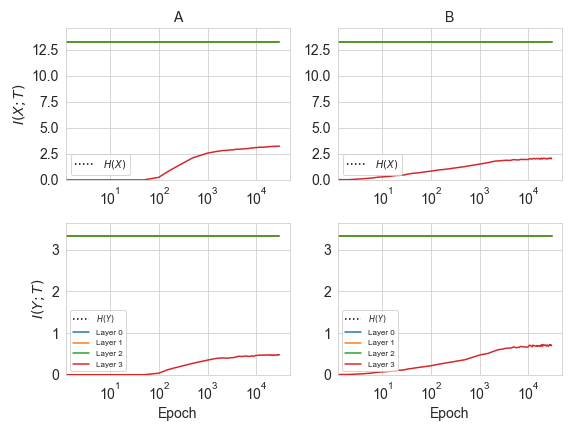 A
B
I(X; T)
12.5
10.0
7.5
5.0
2.5
0.0
H(X)
10¹
10²
10³
10⁴
12.5
10.0
7.5
5.0
2.5
0.0
H(X)
10¹
10²
10³
10⁴
I(Y; T)
3
2
1
0
H(Y)
Layer 0
Layer 1
Layer 2
Layer 3
10¹
10²
10³
10⁴
Epoch
3
2
1
0
H(Y)
Layer 0
Layer 1
Layer 2
Layer 3
10¹
10²
10³
10⁴
Epoch